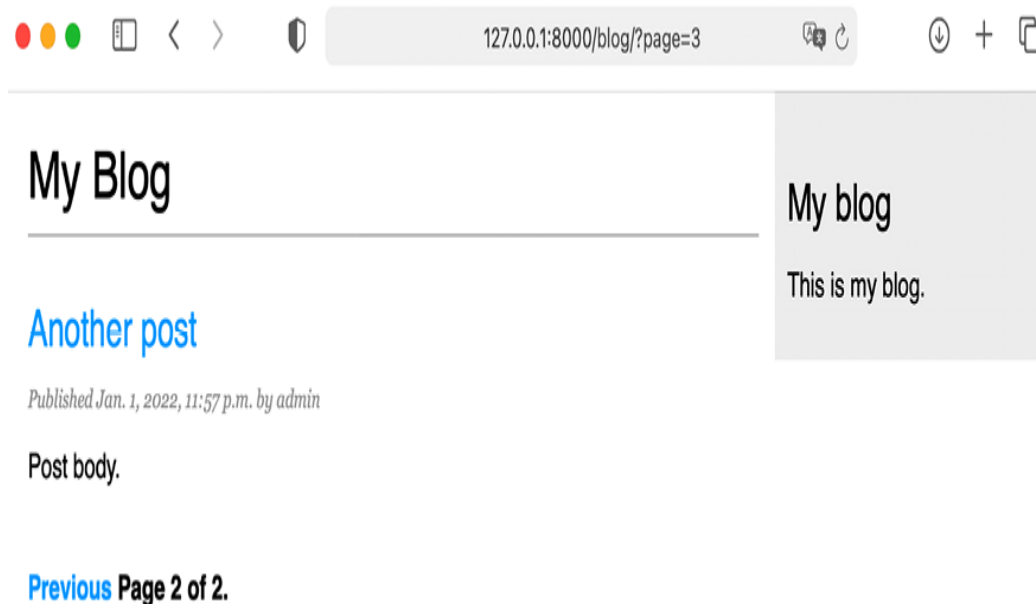 127.0.0.1:8000/blog/?page=3
My Blog
Another post
Published Jan. 1, 2022, 11:57 p.m. by admin
Post body.
Previous Page 2 of 2.
My blog
This is my blog.